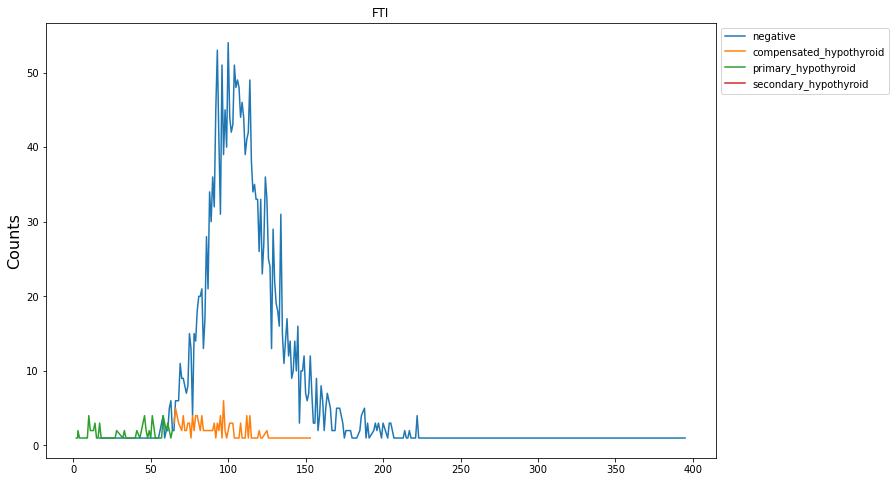 FTI
negative
compensated_hypothyroid
primary_hypothyroid
secondary_hypothyroid
Counts
50
40
30
20
10
0
0 50 100 150 200 250 300 350 400